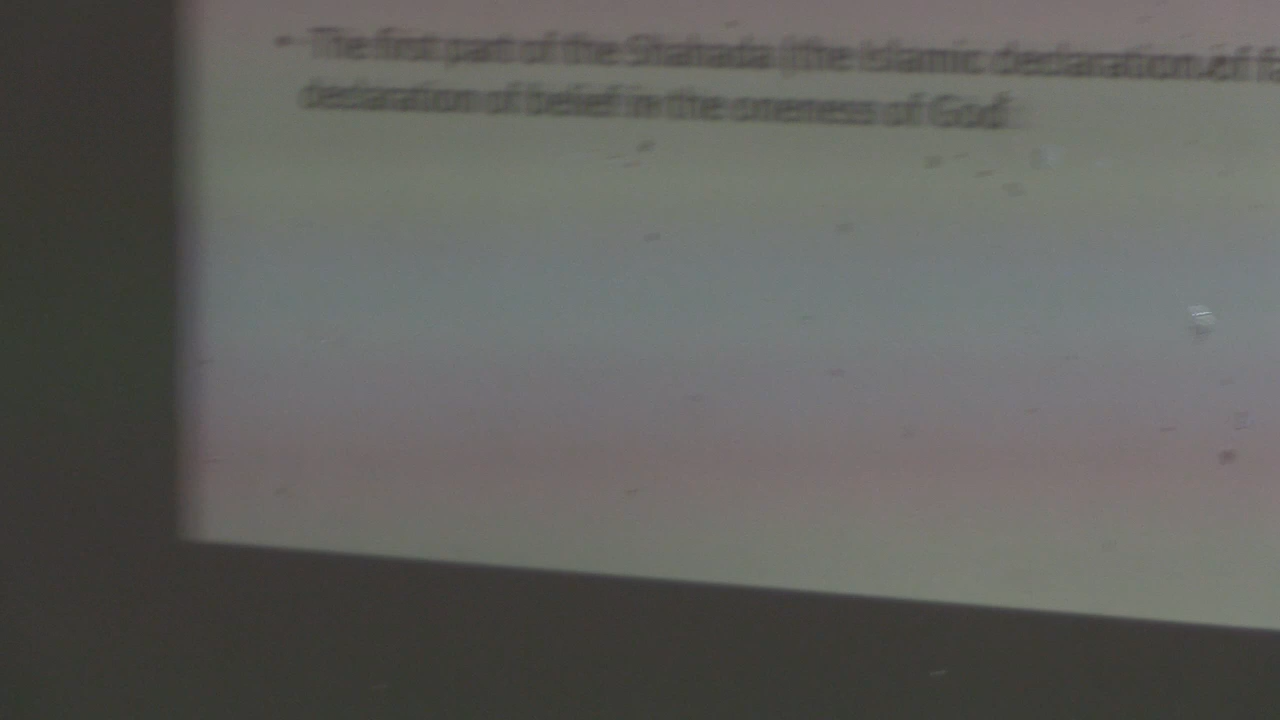 • The first part of the Shahada (the Islamic declaration of
declaration of belief in the oneness of God